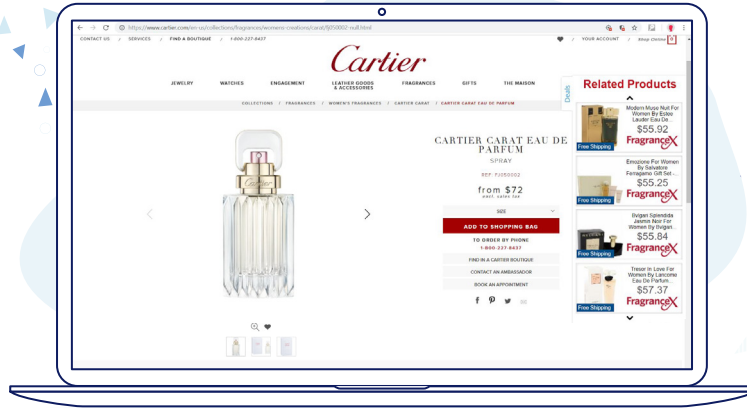 https://www.cartier.com/en-us/collections/fragrances/womens-creations/carat/fj050002-null.html
CONTACT US / SERVICES / FIND A BOUTIQUE / 1-800-227-8437
/ YOUR ACCOUNT / Shop Online 0
Cartier
JEWELRY WATCHES ENGAGEMENT LEATHER GOODS & ACCESSORIES FRAGRANCES GIFTS THE MAISON
COLLECTIONS / FRAGRANCES / WOMEN'S FRAGRANCES / CARTIER CARAT / CARTIER CARAT EAU DE PARFUM
Cartier
CARTIER CARAT EAU DE
PARFUM
SPRAY
REF. FJ050002
from $72
excl. sales tax
SIZE
ADD TO SHOPPING BAG
TO ORDER BY PHONE
1-800-227-8437
FIND IN A CARTIER BOUTIQUE
CONTACT AN AMBASSADOR
BOOK AN APPOINTMENT
Deals
Related Products
Modern Muse Nuit For
Women By Estee
Lauder Eau De...
$55.92
Free Shipping
FragranceX
Emozione For Women
By Salvatore
Ferragamo Gift Set-...
$55.25
Free Shipping
FragranceX
Bvlgari Splendida
Jasmin Noir For
Women By Bvlgari...
$55.84
Free Shipping
FragranceX
Tresor In Love For
Women By Lancome
Eau De Parfum...
$57.37
Free Shipping
FragranceX